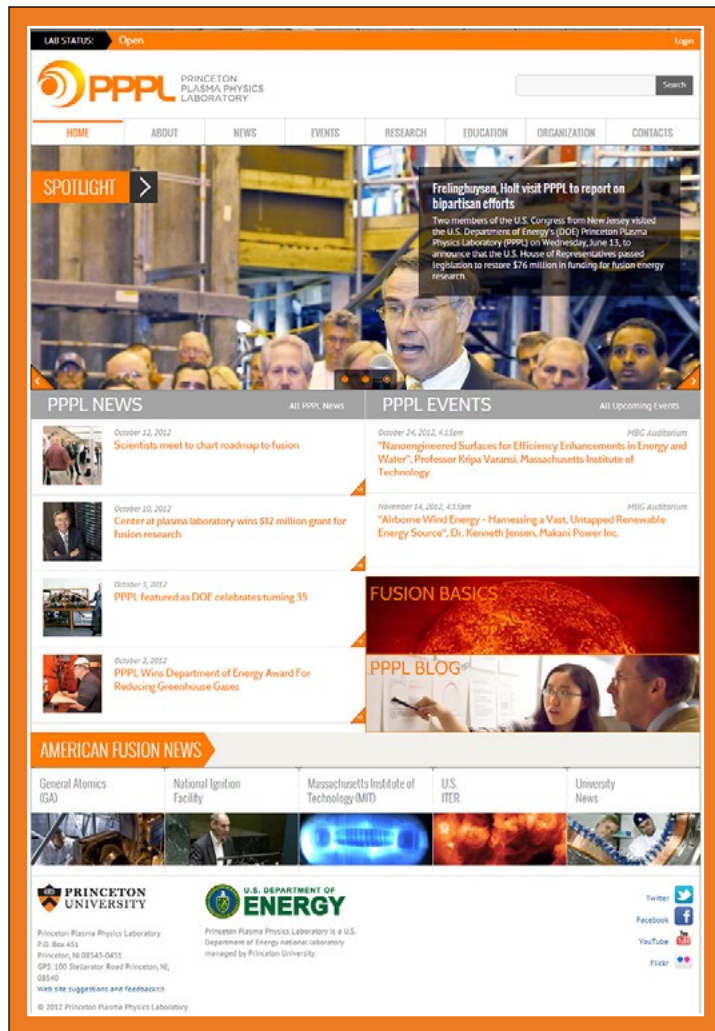 LAB STATUS: Open
Login
PPPL
PRINCETON
PLASMA PHYSICS
LABORATORY
Search
HOME
ABOUT
NEWS
EVENTS
RESEARCH
EDUCATION
ORGANIZATION
CONTACTS
SPOTLIGHT
Frelinghuysen, Holt visit PPPL to report on
bipartisan efforts
Two members of the U.S. Congress from New Jersey visited
the U.S. Department of Energy's (DOE) Princeton Plasma
Physics Laboratory (PPPL) on Wednesday, June 13, to
announce that the U.S. House of Representatives passed
legislation to restore $76 million in funding for fusion energy
research.
PPPL NEWS
All PPPL News
October 12, 2012
Scientists meet to chart roadmap to fusion
October 10, 2012
Center at plasma laboratory wins $12 million grant for
fusion research
October 5, 2012
PPPL featured as DOE celebrates turning 35
October 2, 2012
PPPL Wins Department of Energy Award For
Reducing Greenhouse Gases
PPPL EVENTS
All Upcoming Events
October 24, 2012, 4:15pm
MBG Auditorium
"Nanoengineered Surfaces for Efficiency Enhancements in Energy and
Water", Professor Kripa Varansi, Massachusetts Institute of
Technology
November 14, 2012, 4:15pm
MBG Auditorium
"Airborne Wind Energy - Harnessing a Vast, Untapped Renewable
Energy Source", Dr. Kenneth Jensen, Makani Power Inc.
FUSION BASICS
PPPL BLOG
AMERICAN FUSION NEWS
General Atomics
(GA)
National Ignition
Facility
Massachusetts Institute of
Technology (MIT)
U.S.
ITER
University
News
PRINCETON
UNIVERSITY
Princeton Plasma Physics Laboratory
P.O. Box 451
Princeton, NJ 08543-0451
GPS: 100 Stellarator Road Princeton, NJ,
08540
Web site suggestions and feedback
© 2012 Princeton Plasma Physics Laboratory.
U.S. DEPARTMENT OF
ENERGY
Princeton Plasma Physics Laboratory is a U.S.
Department of Energy national laboratory
managed by Princeton University.
Twitter
Facebook
YouTube
Flickr